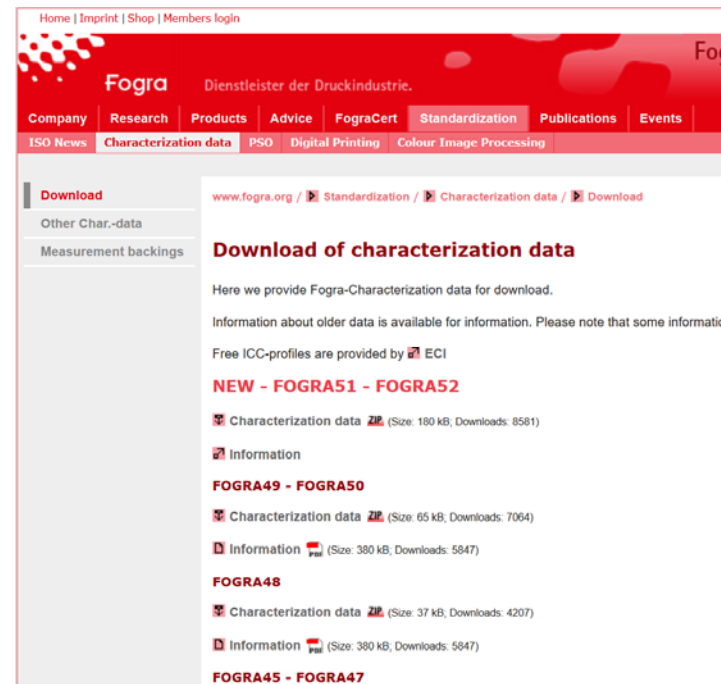 Home | Imprint | Shop | Members login
Fog
Fogra Dienstleister der Druckindustrie.
Company Research Products Advice FograCert Standardization Publications Events
ISO News Characterization data PSO Digital Printing Colour Image Processing
Download
Other Char.-data
Measurement backings
www.fogra.org / Standardization / Characterization data / Download
Download of characterization data
Here we provide Fogra-Characterization data for download.
Information about older data is available for information. Please note that some informatio
Free ICC-profiles are provided by ECI
NEW - FOGRA51 - FOGRA52
Characterization data ZIP (Size: 180 kB; Downloads: 8581)
Information
FOGRA49 - FOGRA50
Characterization data ZIP (Size: 65 kB; Downloads: 7064)
Information PDF (Size: 380 kB; Downloads: 5847)
FOGRA48
Characterization data ZIP (Size: 37 kB; Downloads: 4207)
Information PDF (Size: 380 kB; Downloads: 5847)
FOGRA45 - FOGRA47